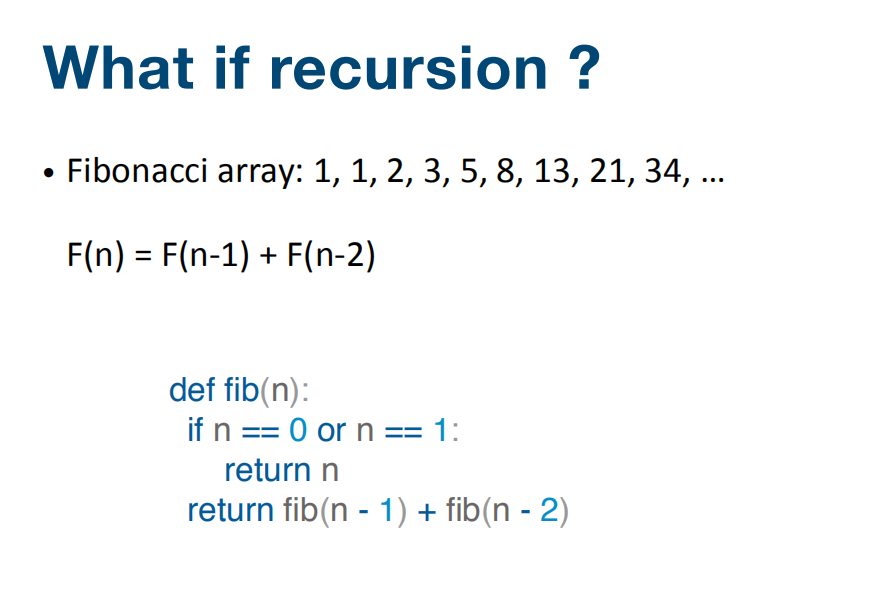 What if recursion ?
• Fibonacci array: 1, 1, 2, 3, 5, 8, 13, 21, 34, ...
F(n) = F(n-1) + F(n-2)
def fib(n):
if n == 0 or n == 1:
return n
return fib(n - 1) + fib(n - 2)